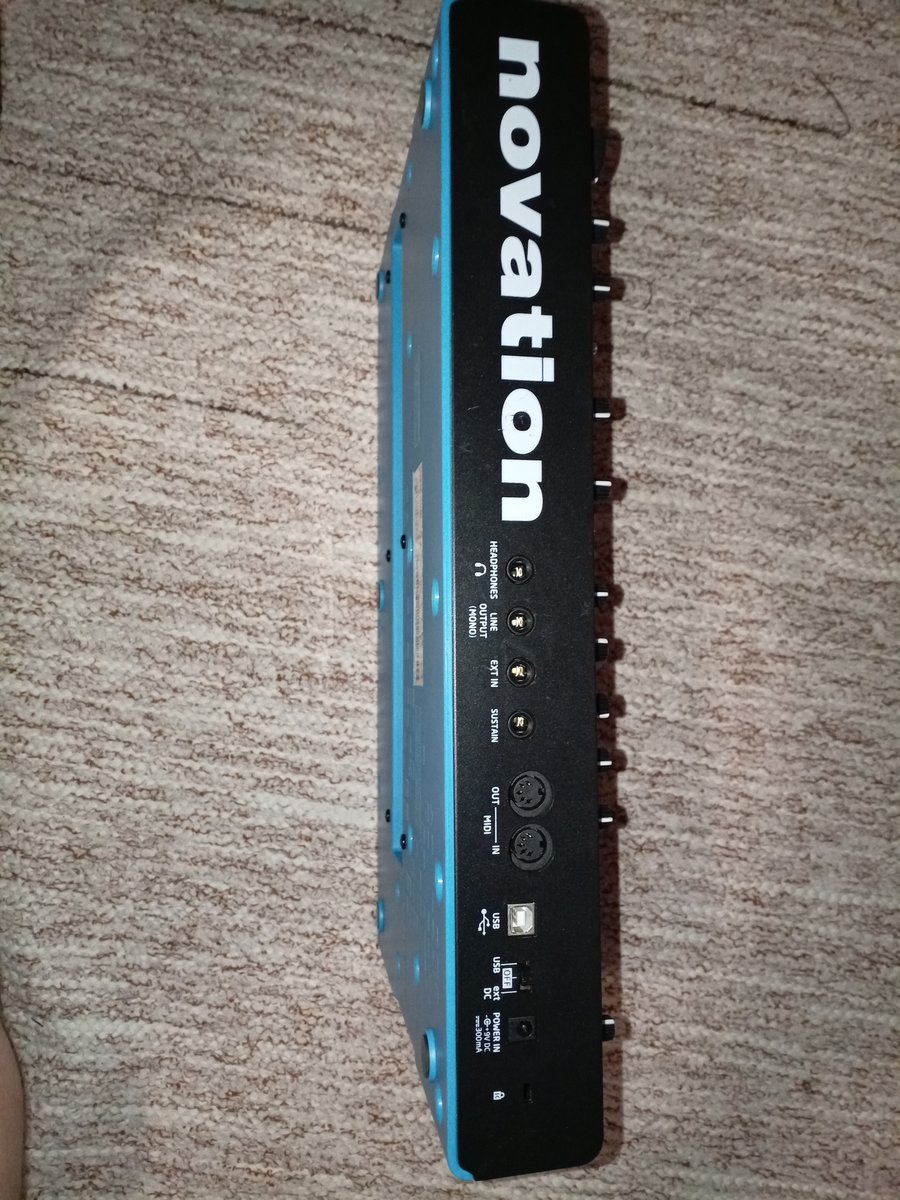 novation
HEADPHONES
LINE
OUTPUT
(MONO)
EXT IN
SUSTAIN
OUT
MIDI
IN
USB
USB
OFF
ext
DC
POWER IN
9V DC
300mA